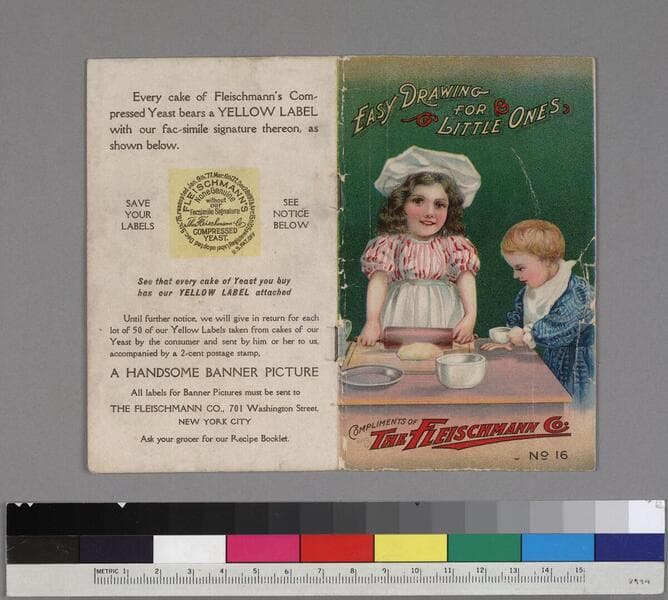 Every cake of Fleischmann's Com-
pressed Yeast bears a YELLOW LABEL
with our fac-simile signature thereon, as
shown below.
SAVE
YOUR
LABELS
FLEISCHMANN'S
None Genuine
without
our
Facsimile Signature
The Fleischmann Co
COMPRESSED
YEAST.
SEE
NOTICE
BELOW
See that every cake of Yeast you buy
has our YELLOW LABEL attached
Until further notice, we will give in return for each
lot of 50 of our Yellow Labels taken from cakes of our
Yeast by the consumer and sent by him or her to us,
accompanied by a 2-cent postage stamp,
A HANDSOME BANNER PICTURE
All labels for Banner Pictures must be sent to
THE FLEISCHMANN CO., 701 Washington Street,
NEW YORK CITY
Ask your grocer for our Recipe Booklet.
EASY DRAWING
FOR
LITTLE ONES
COMPLIMENTS OF
THE FLEISCHMANN CO.
No 16
METRIC 1 2 3 4 5 6 7 8 9 10 11 12 13 14 15